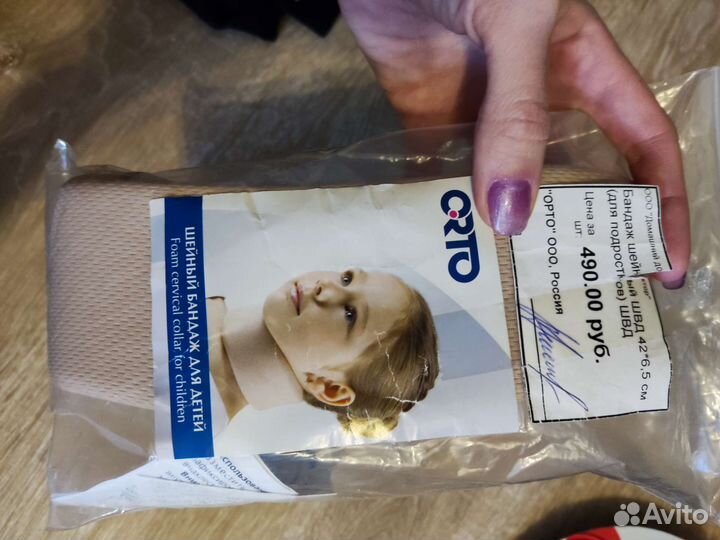 ORTO
ШЕЙНЫЙ БАНДАЖ ДЛЯ ДЕТЕЙ
Foam cervical collar for children
ООО "Домашний до
Бандаж шейный ШВД 42*6,5 см
(для подростков) ШВД
Цена за
шт:
490.00 руб.
"ОРТО" ООО, Россия
Avito